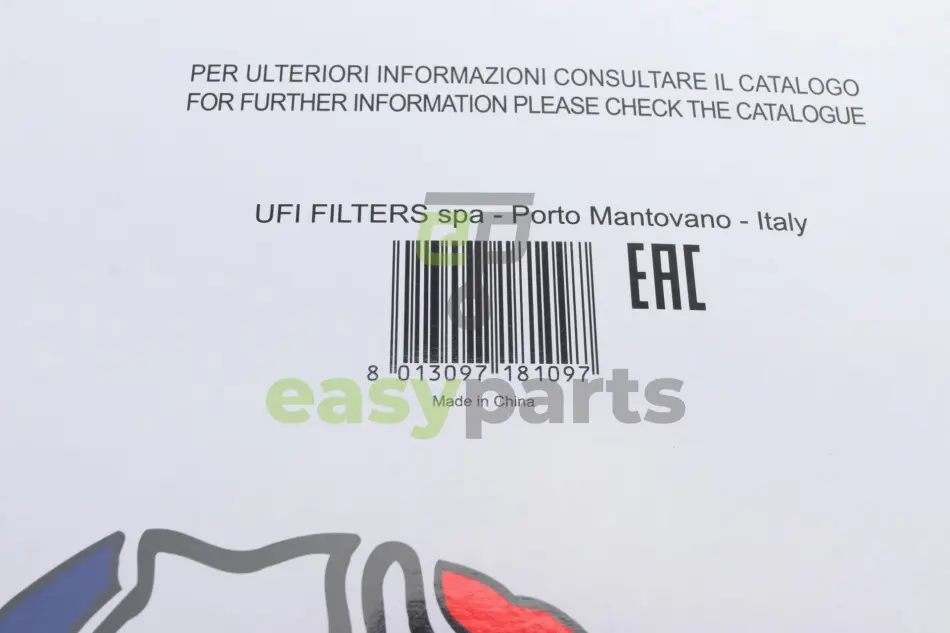 PER ULTERIORI INFORMAZIONI CONSULTARE IL CATALOGO
FOR FURTHER INFORMATION PLEASE CHECK THE CATALOGUE
UFI FILTERS spa - Porto Mantovano - Italy
EAC
8 013097 181097
Made in China
easyparts